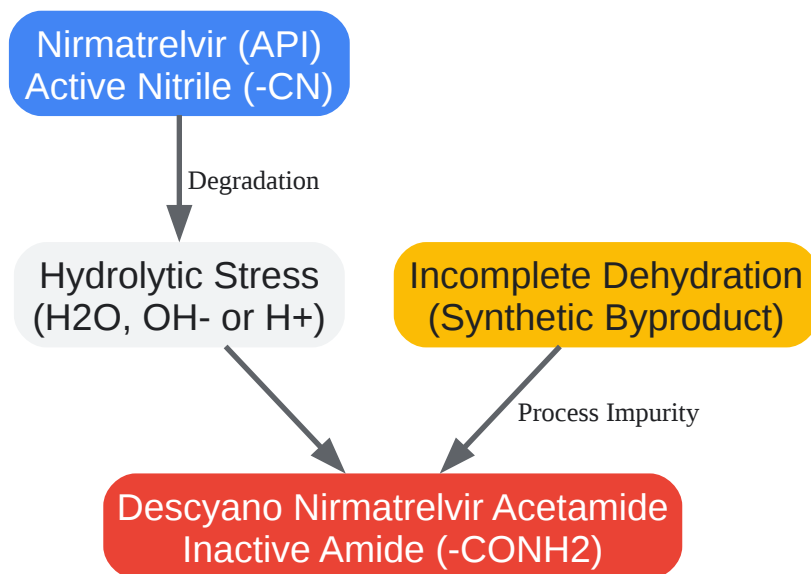 Nirmatrelvir (API)
Active Nitrile (-CN)
Degradation
Hydrolytic Stress
(H2O, OH- or H+)
Incomplete Dehydration
(Synthetic Byproduct)
Process Impurity
Descyano Nirmatrelvir Acetamide
Inactive Amide (-CONH2)